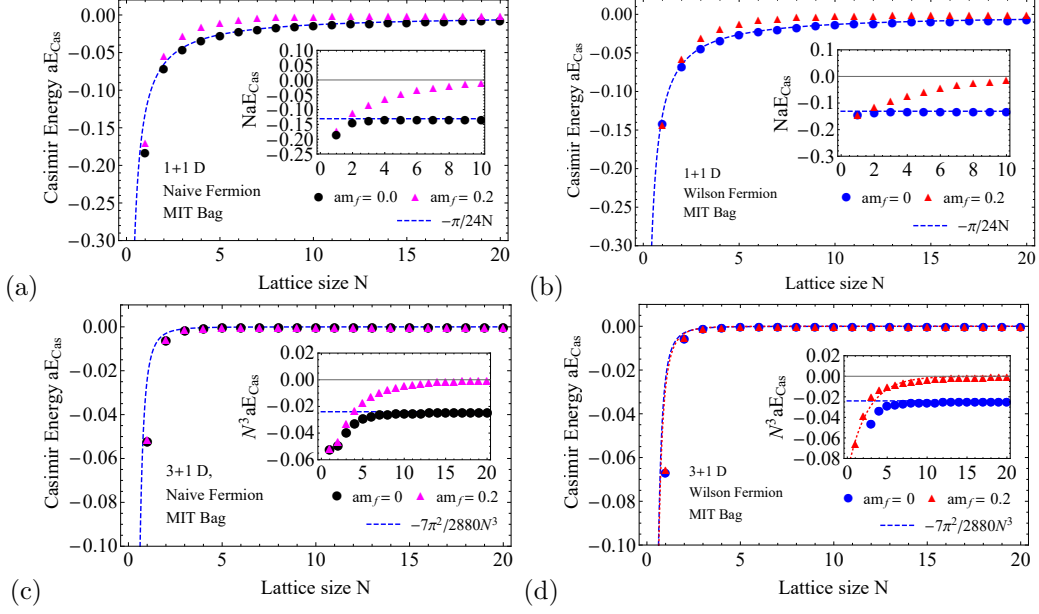 Casimir Energy aE_Cas
0.00
−0.05
−0.10
−0.15
−0.20
−0.25
−0.30
0 5 10 15 20
Lattice size N
NaE_Cas
0.10
0.05
0.00
−0.05
−0.10
−0.15
−0.20
−0.25
0 2 4 6 8 10
1+1 D
Naive Fermion
MIT Bag
am_f = 0.0 am_f = 0.2
−π/24N
(a)
Casimir Energy aE_Cas
0.00
−0.05
−0.10
−0.15
−0.20
−0.25
−0.30
0 5 10 15 20
Lattice size N
NaE_Cas
0.1
0.0
−0.1
−0.2
−0.3
0 2 4 6 8 10
1+1 D
Wilson Fermion
MIT Bag
am_f = 0 am_f = 0.2
−π/24N
(b)
Casimir Energy aE_Cas
0.00
−0.02
−0.04
−0.06
−0.08
−0.10
0 5 10 15 20
Lattice size N
N³aE_Cas
0.02
0.00
−0.02
−0.04
−0.06
0 5 10 15 20
3+1 D,
Naive Fermion
MIT Bag
am_f = 0 am_f = 0.2
−7π²/2880N³
(c)
Casimir Energy aE_Cas
0.00
−0.02
−0.04
−0.06
−0.08
−0.10
0 5 10 15 20
Lattice size N
N³aE_Cas
0.02
0.00
−0.02
−0.04
−0.06
−0.08
0 5 10 15 20
3+1 D
Wilson Fermion
MIT Bag
am_f = 0 am_f = 0.2
−7π²/2880N³
(d)